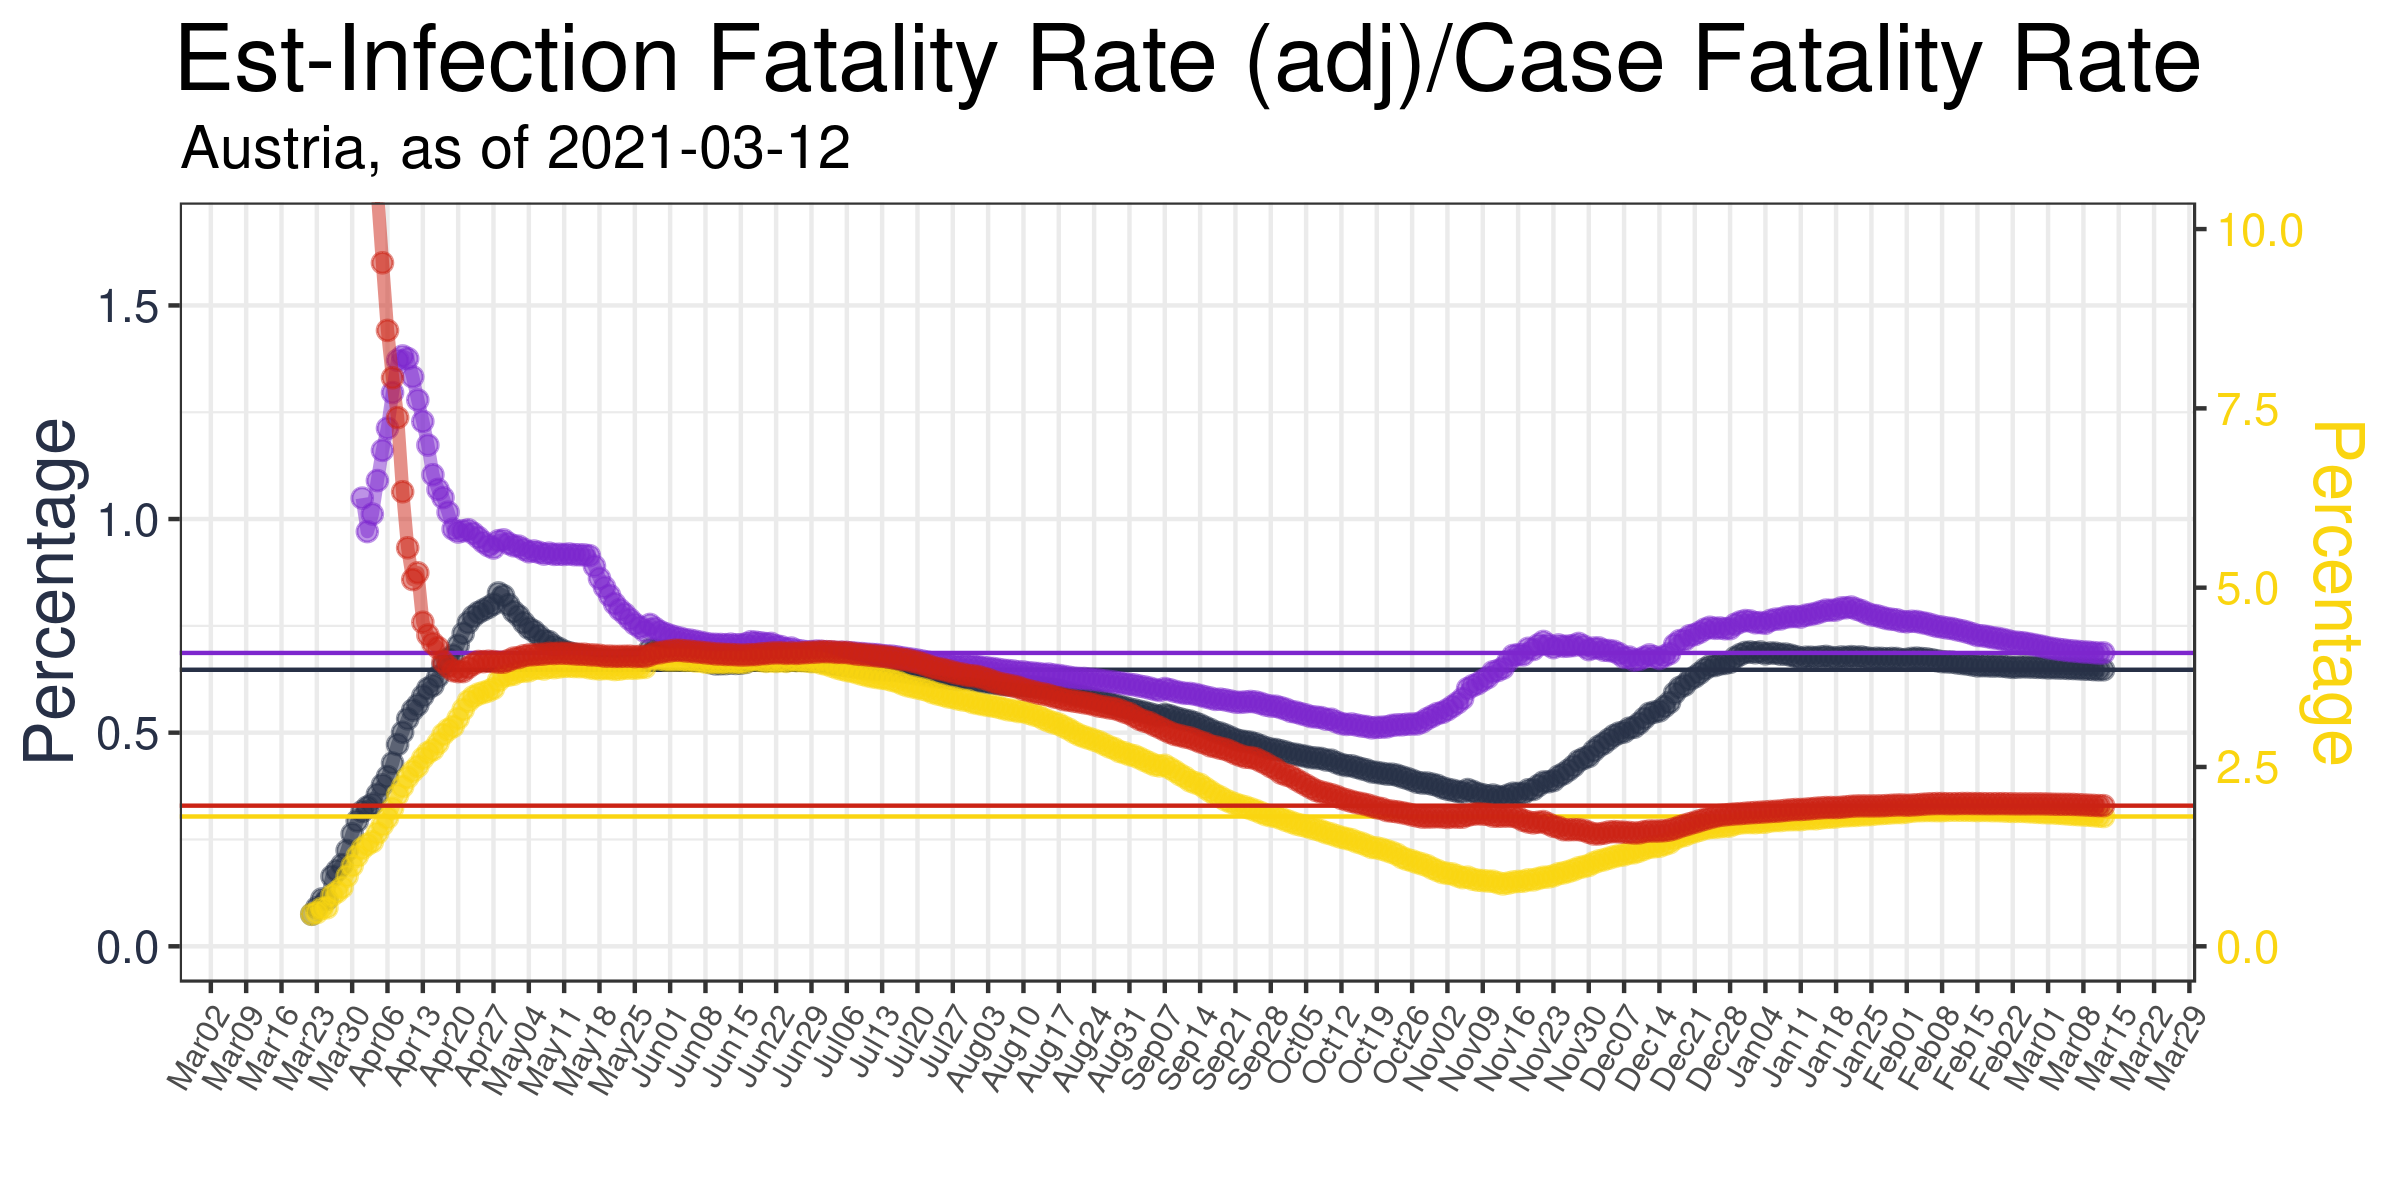 Est-Infection Fatality Rate (adj)/Case Fatality Rate
Austria, as of 2021-03-12
Percentage
1.5
1.0
0.5
0.0
10.0
7.5
5.0
2.5
0.0
Percentage
Mar02
Mar09
Mar16
Mar23
Mar30
Apr06
Apr13
Apr20
Apr27
May04
May11
May18
May25
Jun01
Jun08
Jun15
Jun22
Jun29
Jul06
Jul13
Jul20
Jul27
Aug03
Aug10
Aug17
Aug24
Aug31
Sep07
Sep14
Sep21
Sep28
Oct05
Oct12
Oct19
Oct26
Nov02
Nov09
Nov16
Nov23
Nov30
Dec07
Dec14
Dec21
Dec28
Dec04
Jan11
Jan18
Jan25
Feb01
Feb08
Feb15
Feb22
Mar01
Mar08
Mar15
Mar22
Mar29